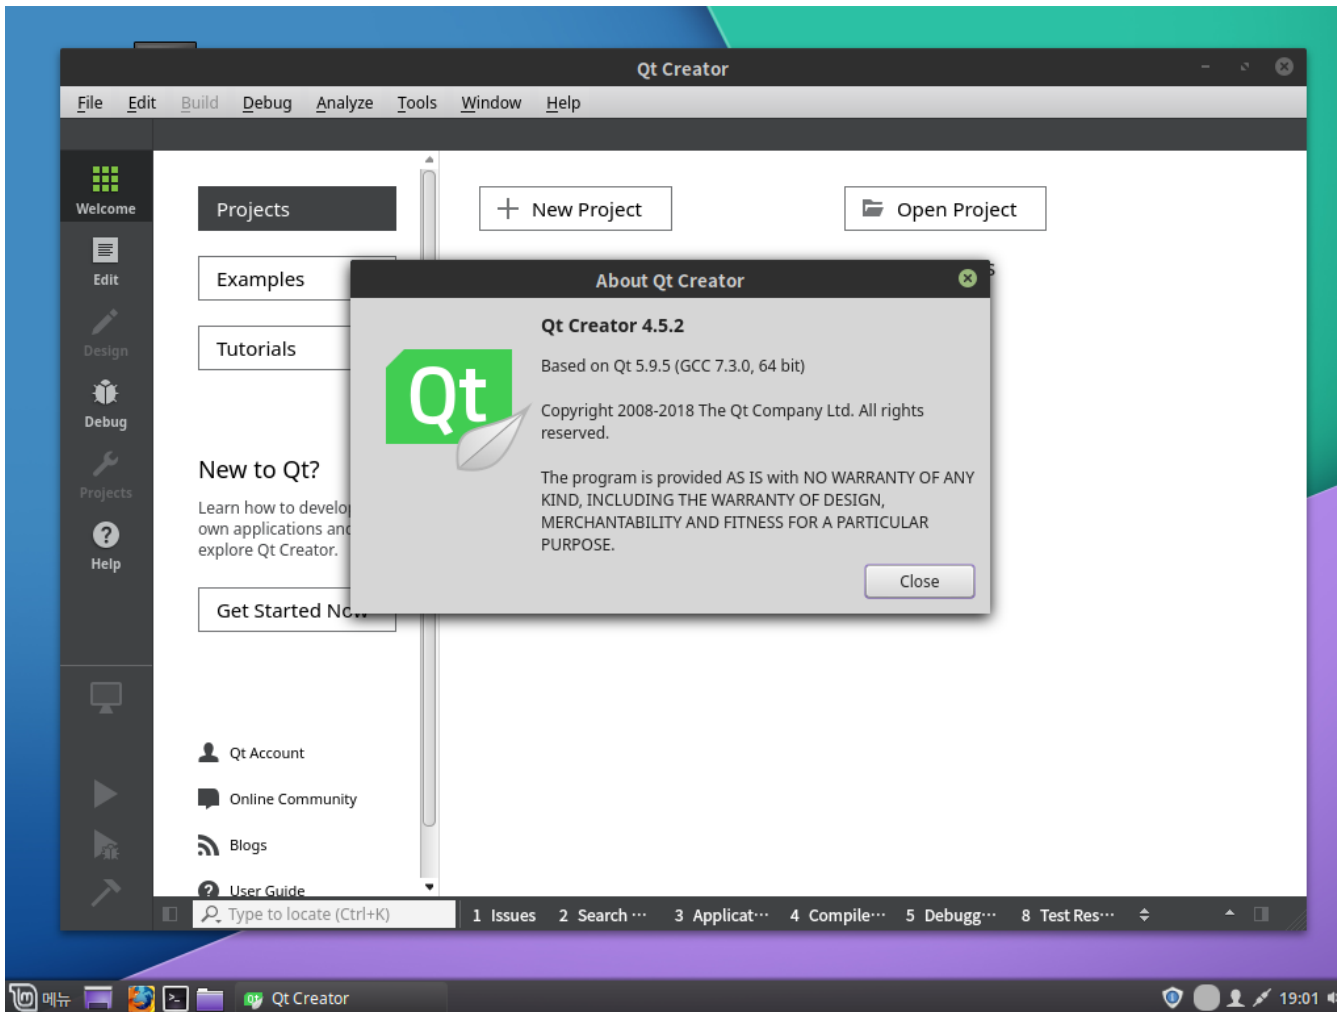 Qt Creator
File Edit Build Debug Analyze Tools Window Help
Welcome
Edit
Design
Debug
Projects
Help
Projects
Examples
Tutorials
New to Qt?
Learn how to develop
own applications and
explore Qt Creator.
Get Started Now
Qt Account
Online Community
Blogs
User Guide
New Project
Open Project
About Qt Creator
Qt
Qt Creator 4.5.2
Based on Qt 5.9.5 (GCC 7.3.0, 64 bit)
Copyright 2008-2018 The Qt Company Ltd. All rights
reserved.
The program is provided AS IS with NO WARRANTY OF ANY
KIND, INCLUDING THE WARRANTY OF DESIGN,
MERCHANTABILITY AND FITNESS FOR A PARTICULAR
PURPOSE.
Close
Type to locate (Ctrl+K)
1 Issues 2 Search ··· 3 Applicat··· 4 Compile··· 5 Debugg··· 8 Test Res···
메뉴
Qt Creator
19:01